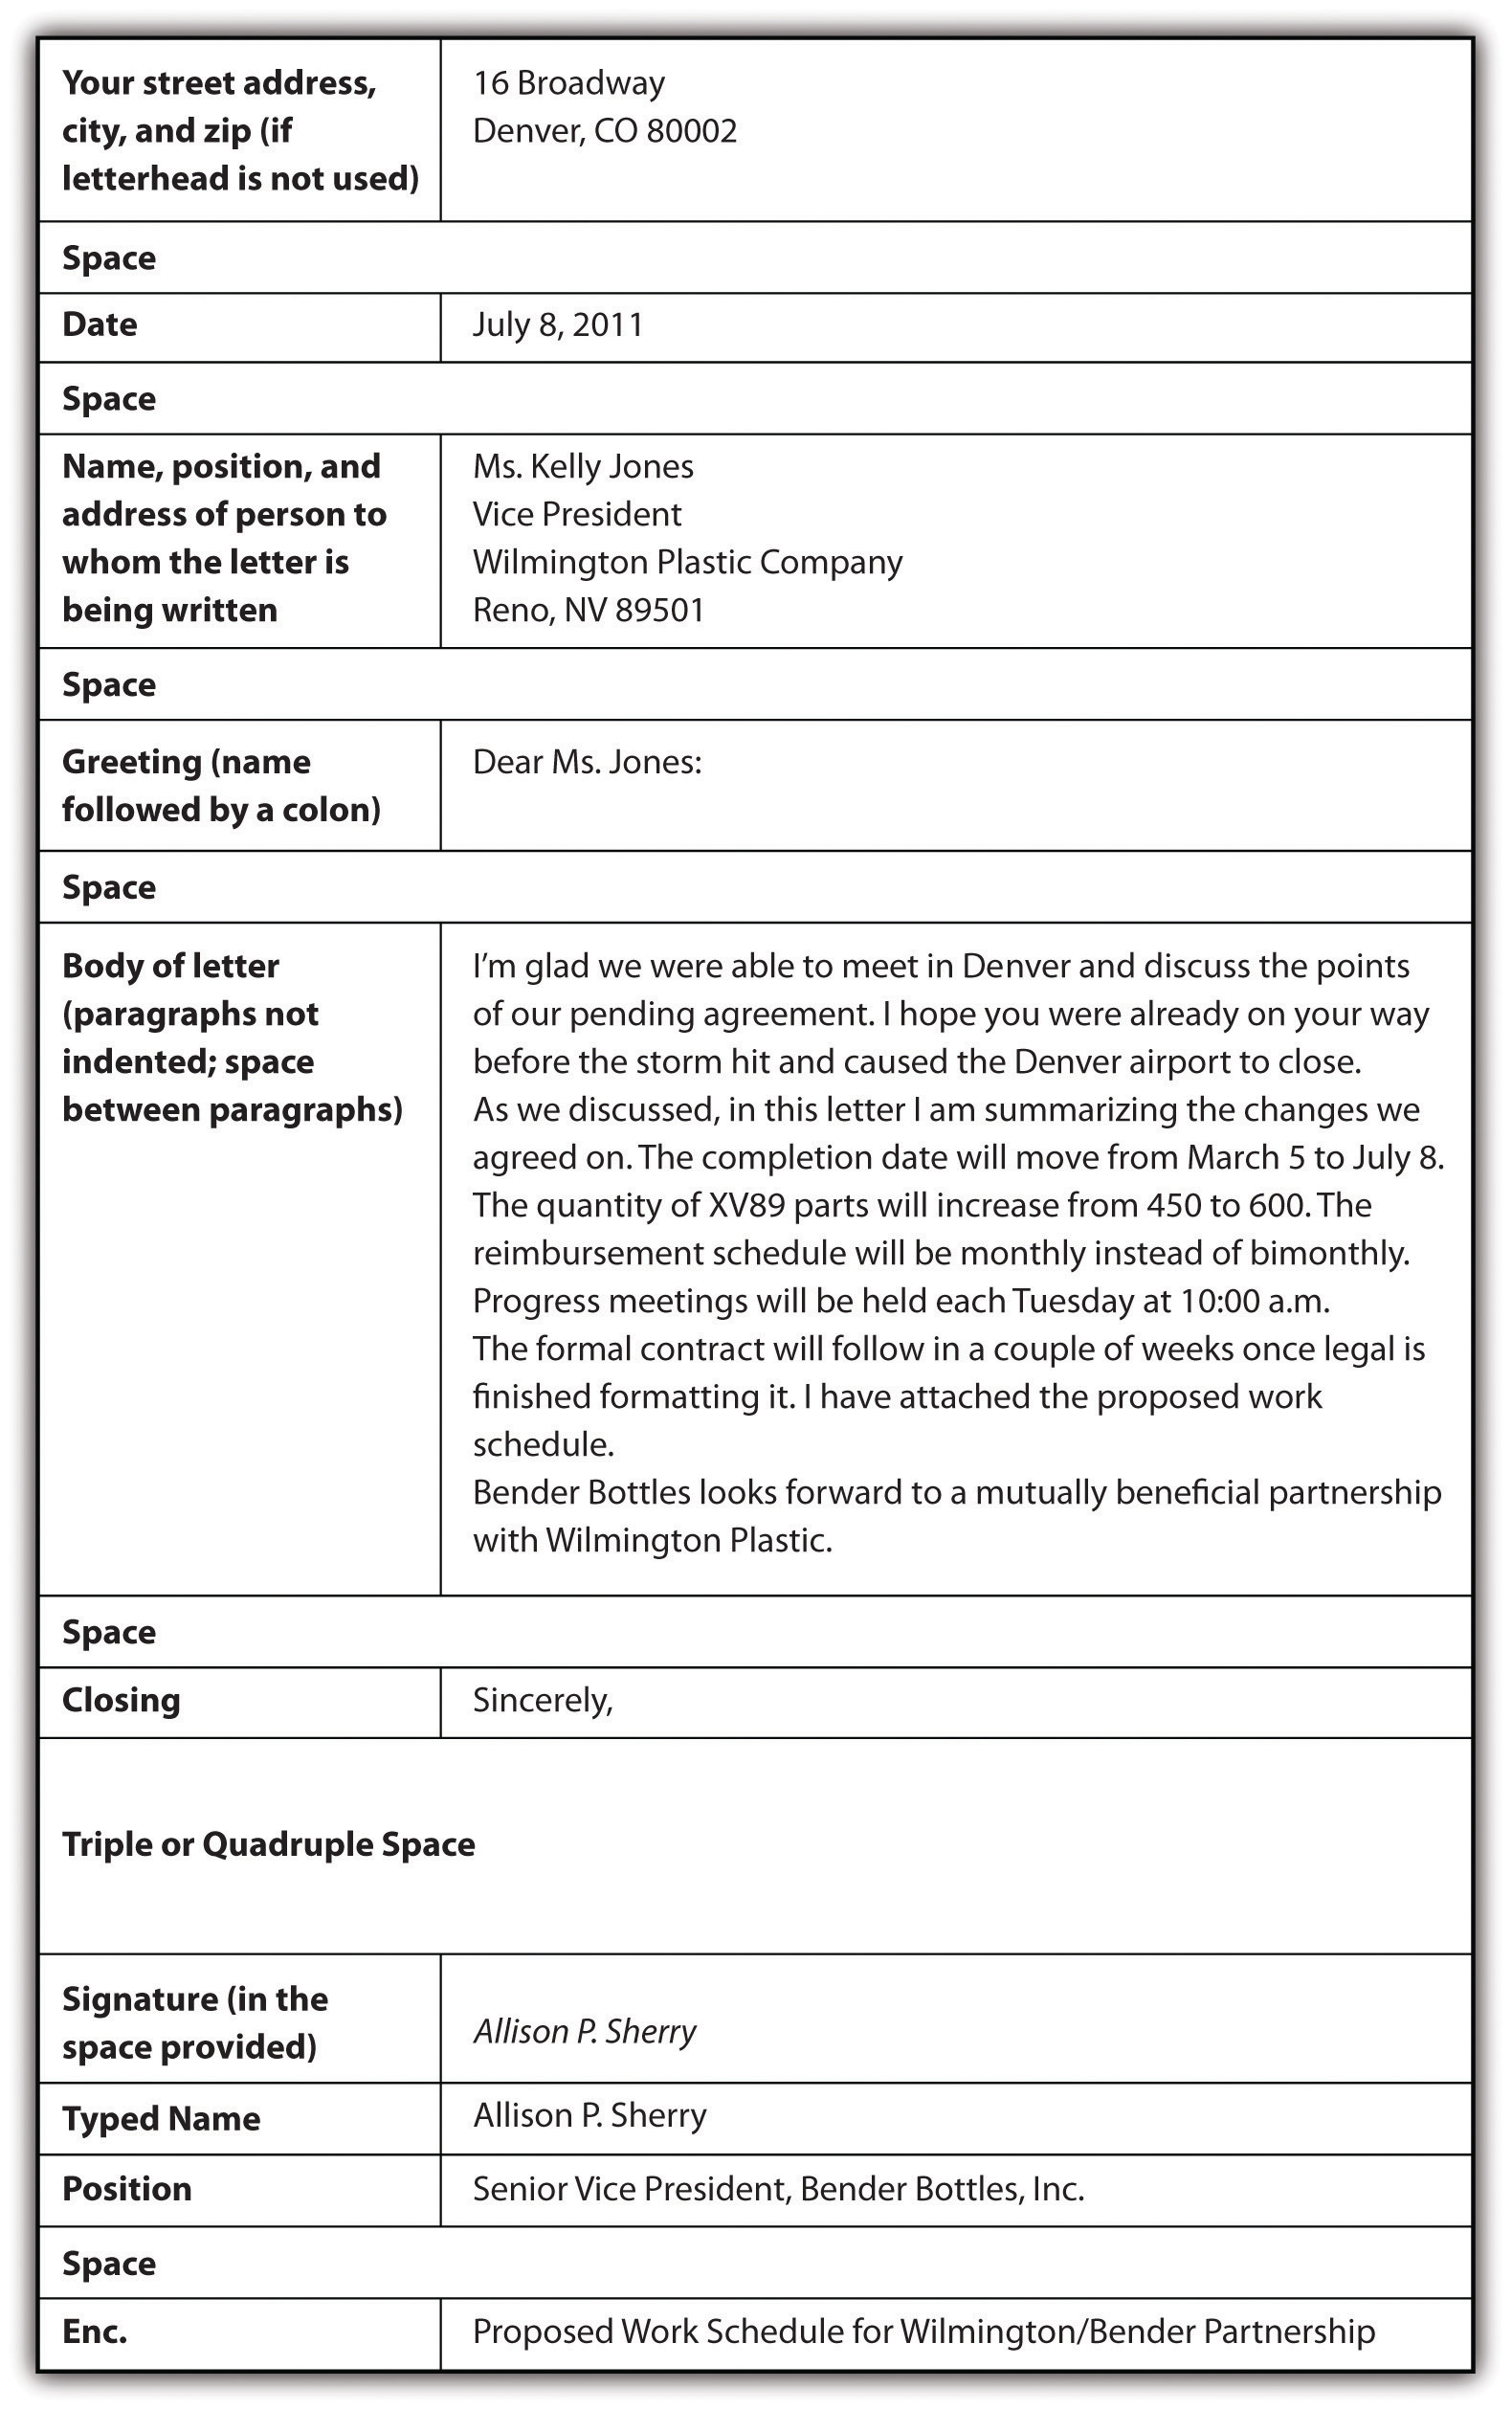 Your street address,
city, and zip (if
letterhead is not used)
16 Broadway
Denver, CO 80002
Space
Date
July 8, 2011
Space
Name, position, and
address of person to
whom the letter is
being written
Ms. Kelly Jones
Vice President
Wilmington Plastic Company
Reno, NV 89501
Space
Greeting (name
followed by a colon)
Dear Ms. Jones:
Space
Body of letter
(paragraphs not
indented; space
between paragraphs)
I’m glad we were able to meet in Denver and discuss the points
of our pending agreement. I hope you were already on your way
before the storm hit and caused the Denver airport to close.
As we discussed, in this letter I am summarizing the changes we
agreed on. The completion date will move from March 5 to July 8.
The quantity of XV89 parts will increase from 450 to 600. The
reimbursement schedule will be monthly instead of bimonthly.
Progress meetings will be held each Tuesday at 10:00 a.m.
The formal contract will follow in a couple of weeks once legal is
finished formatting it. I have attached the proposed work
schedule.
Bender Bottles looks forward to a mutually beneficial partnership
with Wilmington Plastic.
Space
Closing
Sincerely,
Triple or Quadruple Space
Signature (in the
space provided)
Allison P. Sherry
Typed Name
Allison P. Sherry
Position
Senior Vice President, Bender Bottles, Inc.
Space
Enc.
Proposed Work Schedule for Wilmington/Bender Partnership